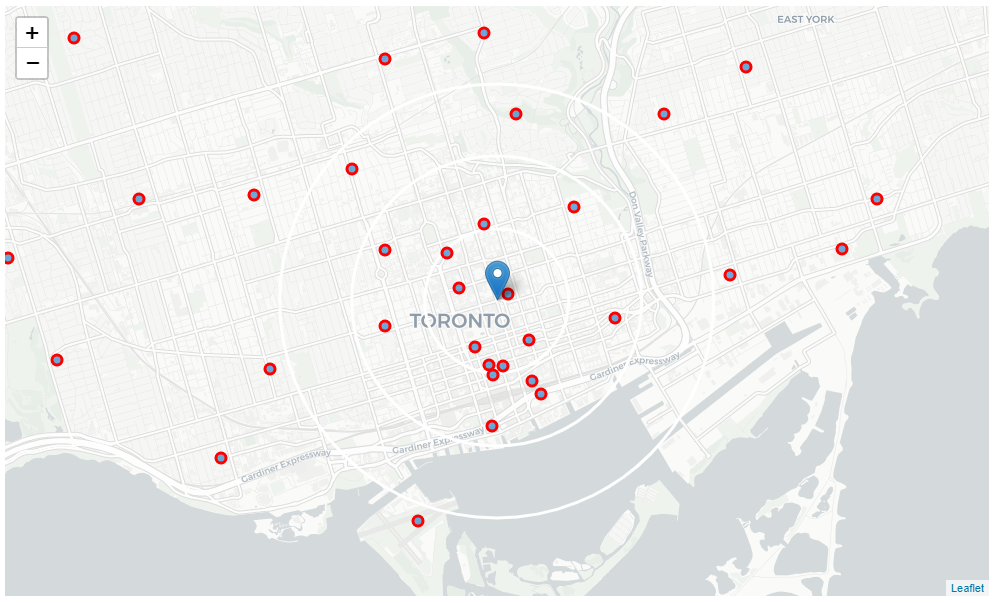 +
EAST YORK
−
Don Valley Parkway
TORONTO
Gardiner Expressway
Gardiner Expressway
Gardiner Expressway
Leaflet